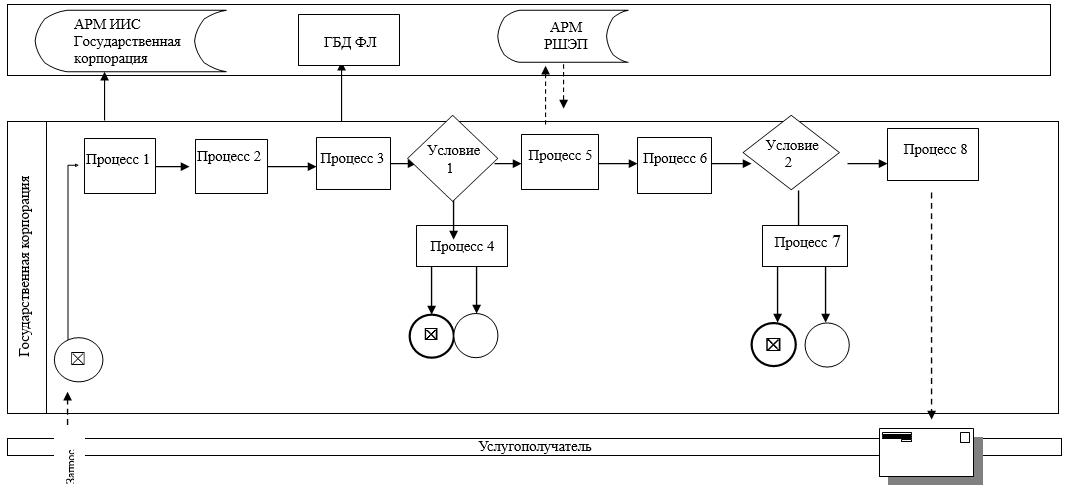 АРМ ИИС
Государственная
корпорация
ГБД ФЛ
АРМ
РШЭП
Государственная корпорация
Процесс 1
Процесс 2
Процесс 3
Условие
1
Процесс 5
Процесс 6
Условие
2
Процесс 8
Процесс 4
Процесс 7
Запрос
Услугополучатель